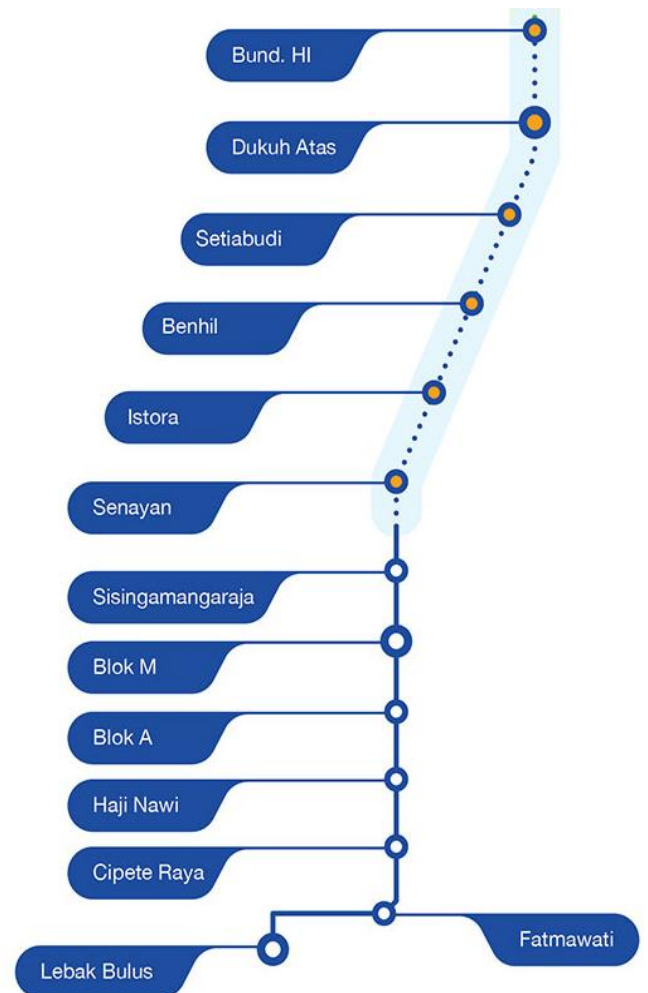 Bund. HI
Dukuh Atas
Setiabudi
Benhil
Istora
Senayan
Sisingamangaraja
Blok M
Blok A
Haji Nawi
Cipete Raya
Fatmawati
Lebak Bulus